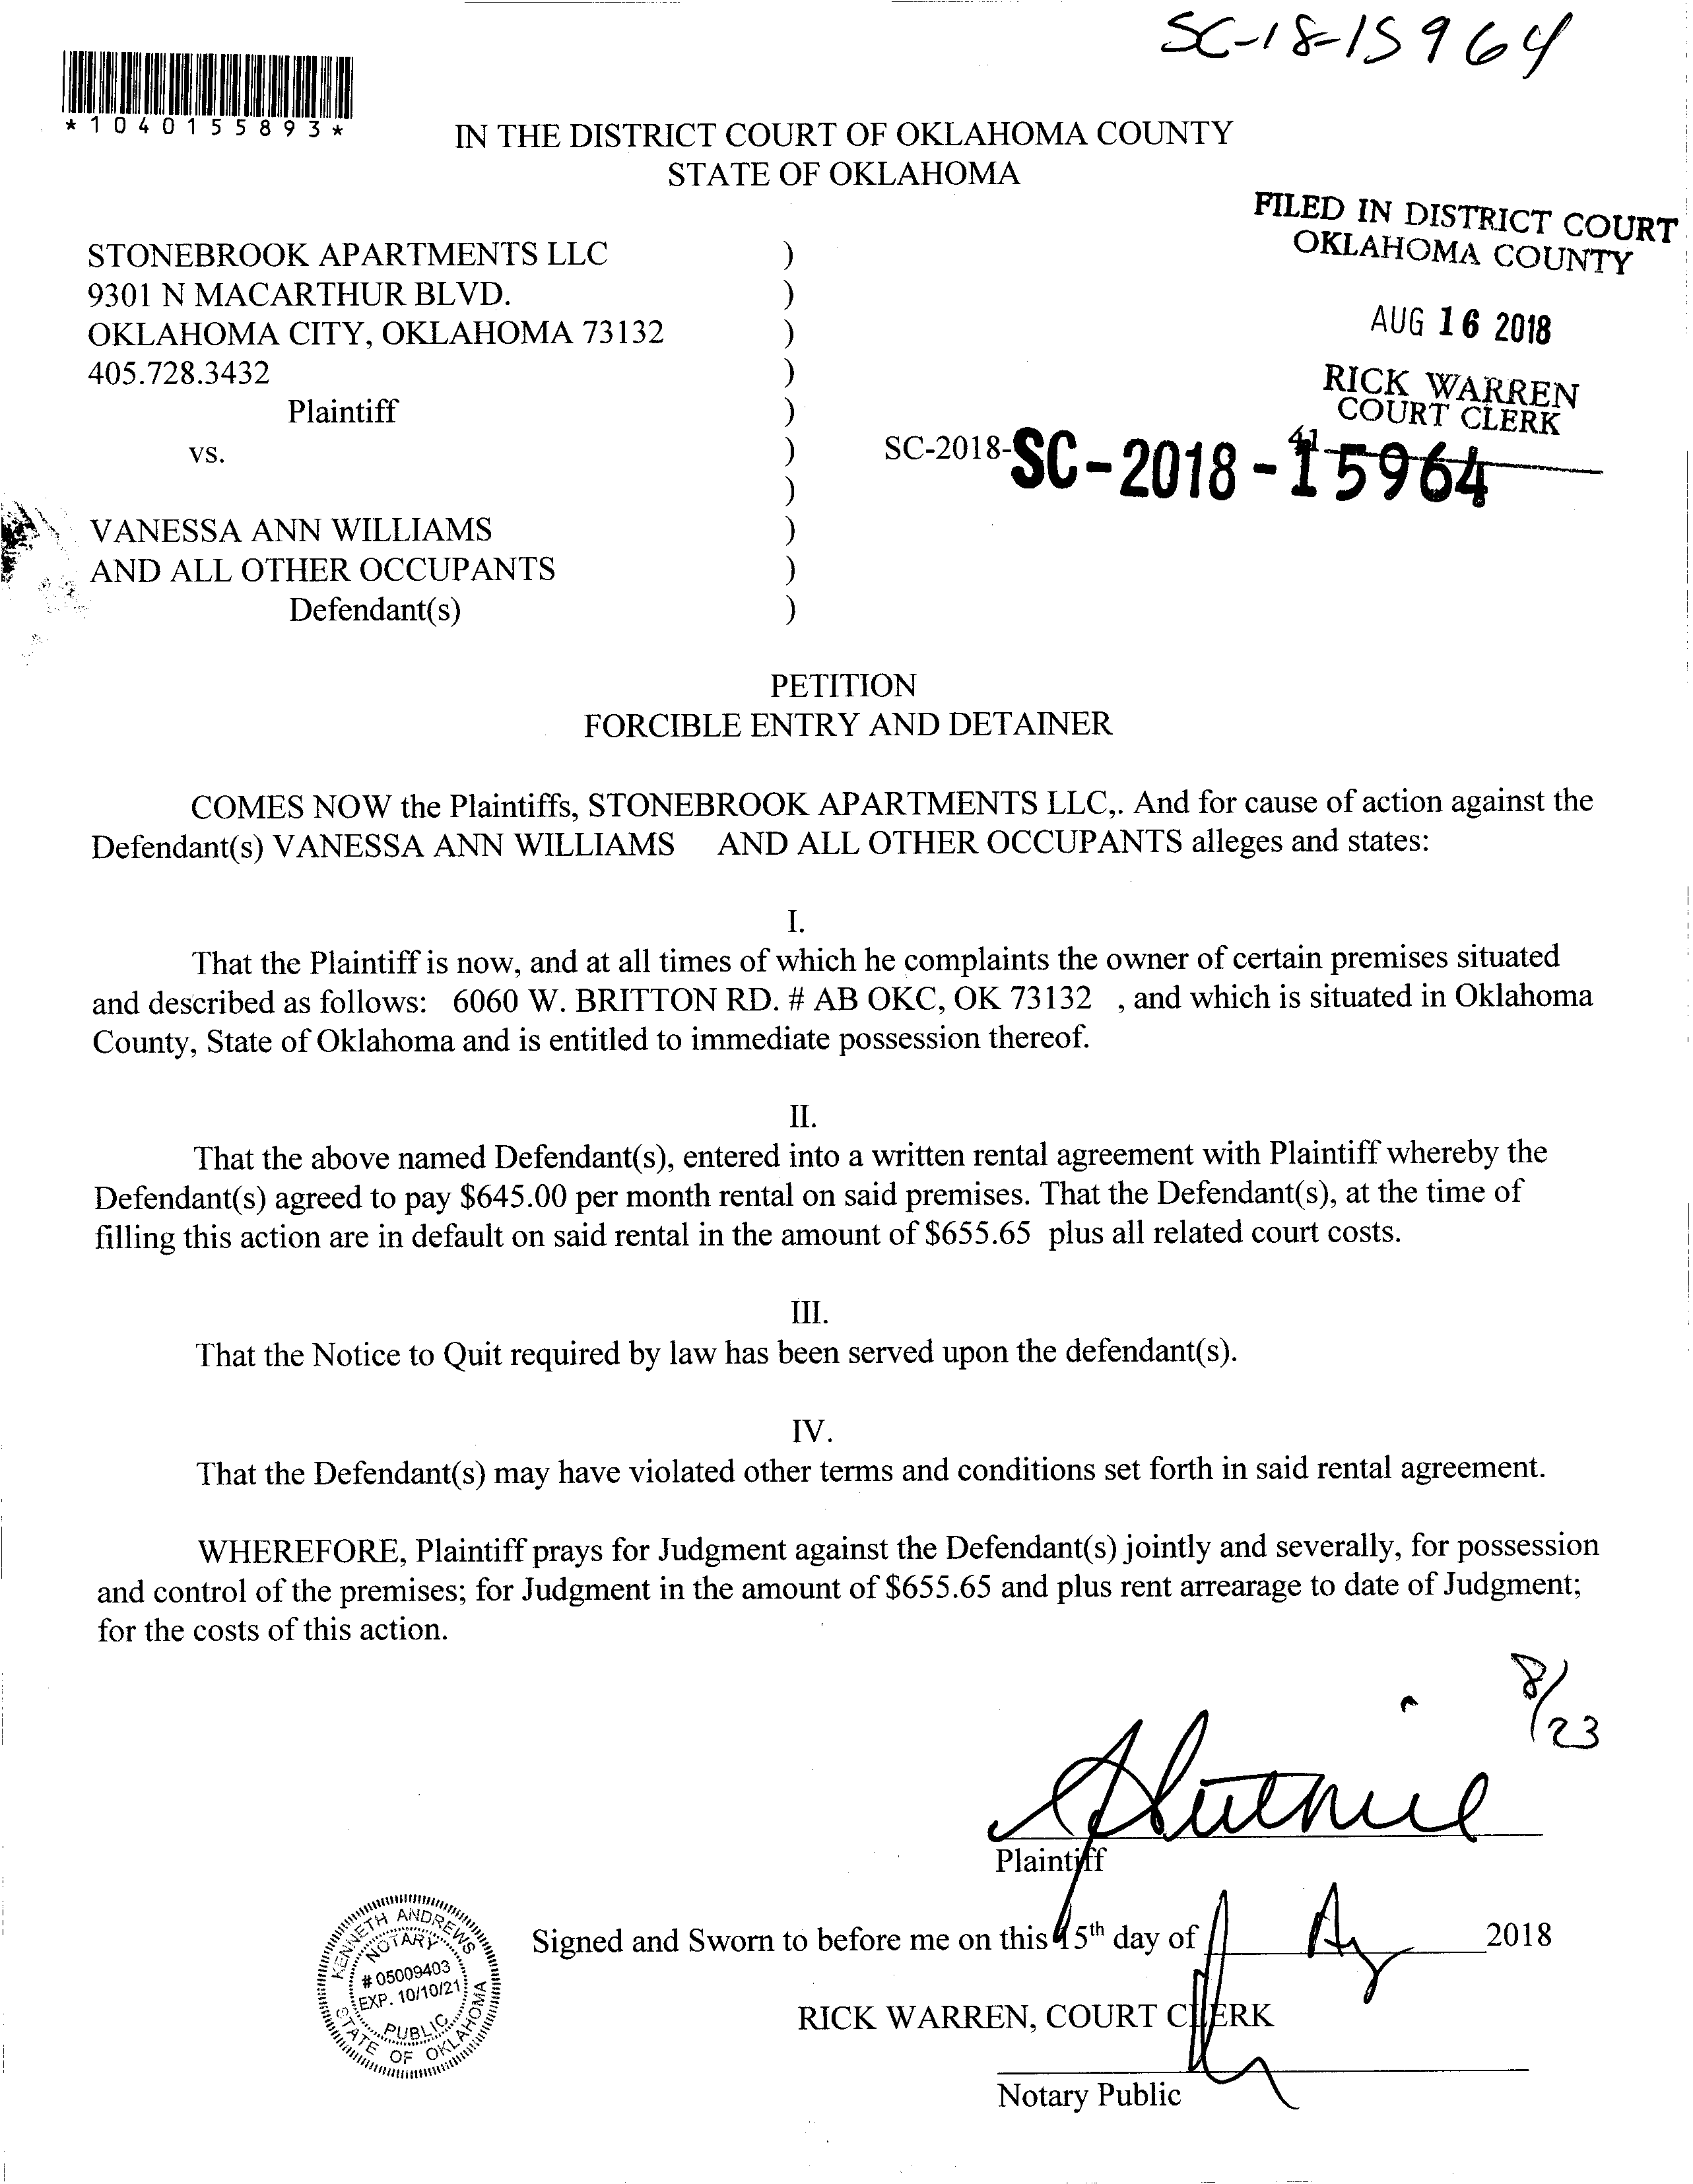 SC-18-15964
*1040155893*
IN THE DISTRICT COURT OF OKLAHOMA COUNTY
STATE OF OKLAHOMA
FILED IN DISTRICT COURT
OKLAHOMA COUNTY
AUG 16 2018
RICK WARREN
COURT CLERK
41
STONEBROOK APARTMENTS LLC )
9301 N MACARTHUR BLVD. )
OKLAHOMA CITY, OKLAHOMA 73132 )
405.728.3432 )
Plaintiff )
vs. ) SC-2018-SC-2018-15964
)
VANESSA ANN WILLIAMS )
AND ALL OTHER OCCUPANTS )
Defendant(s) )
PETITION
FORCIBLE ENTRY AND DETAINER
COMES NOW the Plaintiffs, STONEBROOK APARTMENTS LLC,. And for cause of action against the
Defendant(s) VANESSA ANN WILLIAMS AND ALL OTHER OCCUPANTS alleges and states:
I.
That the Plaintiff is now, and at all times of which he complaints the owner of certain premises situated
and described as follows: 6060 W. BRITTON RD. # AB OKC, OK 73132 , and which is situated in Oklahoma
County, State of Oklahoma and is entitled to immediate possession thereof.
II.
That the above named Defendant(s), entered into a written rental agreement with Plaintiff whereby the
Defendant(s) agreed to pay $645.00 per month rental on said premises. That the Defendant(s), at the time of
filling this action are in default on said rental in the amount of $655.65 plus all related court costs.
III.
That the Notice to Quit required by law has been served upon the defendant(s).
IV.
That the Defendant(s) may have violated other terms and conditions set forth in said rental agreement.
WHEREFORE, Plaintiff prays for Judgment against the Defendant(s) jointly and severally, for possession
and control of the premises; for Judgment in the amount of $655.65 and plus rent arrearage to date of Judgment;
for the costs of this action.
8/23
Plaintiff
KENNETH ANDREWS
NOTARY
# 05009403
EXP. 10/10/21
PUBLIC
STATE OF OKLAHOMA
Signed and Sworn to before me on this 15th day of Aug 2018
RICK WARREN, COURT CLERK
Notary Public